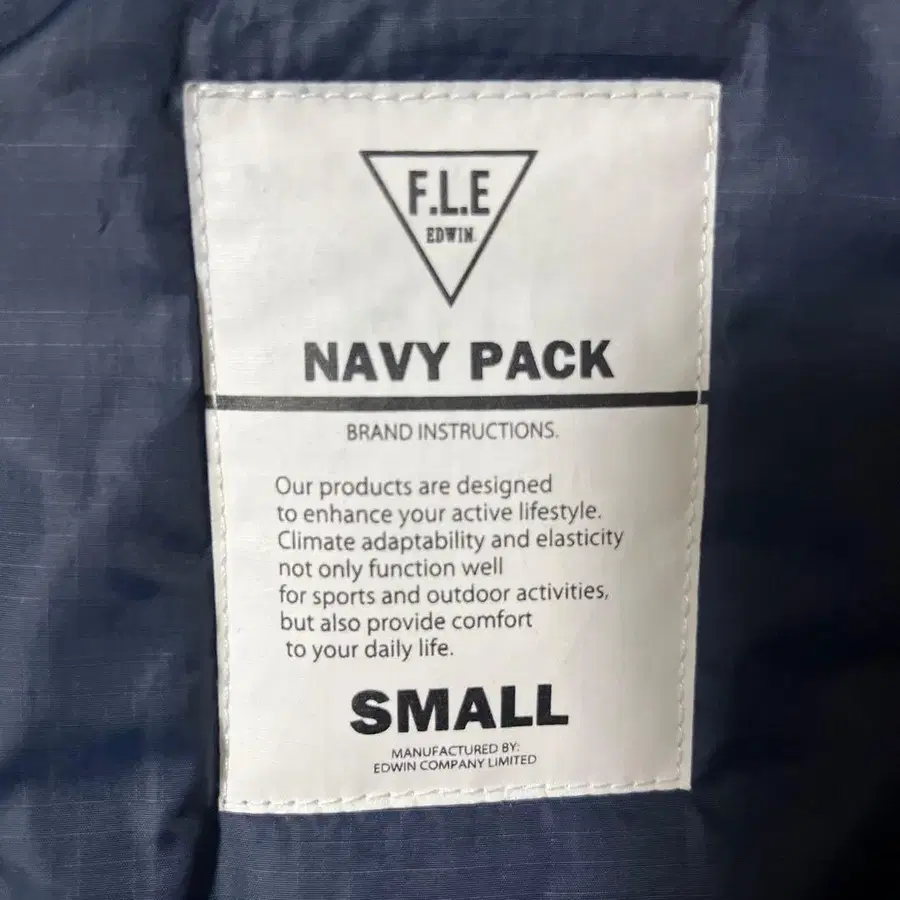 F.L.E
EDWIN
NAVY PACK
BRAND INSTRUCTIONS.
Our products are designed
to enhance your active lifestyle.
Climate adaptability and elasticity
not only function well
for sports and outdoor activities,
but also provide comfort
to your daily life.
SMALL
MANUFACTURED BY:
EDWIN COMPANY LIMITED